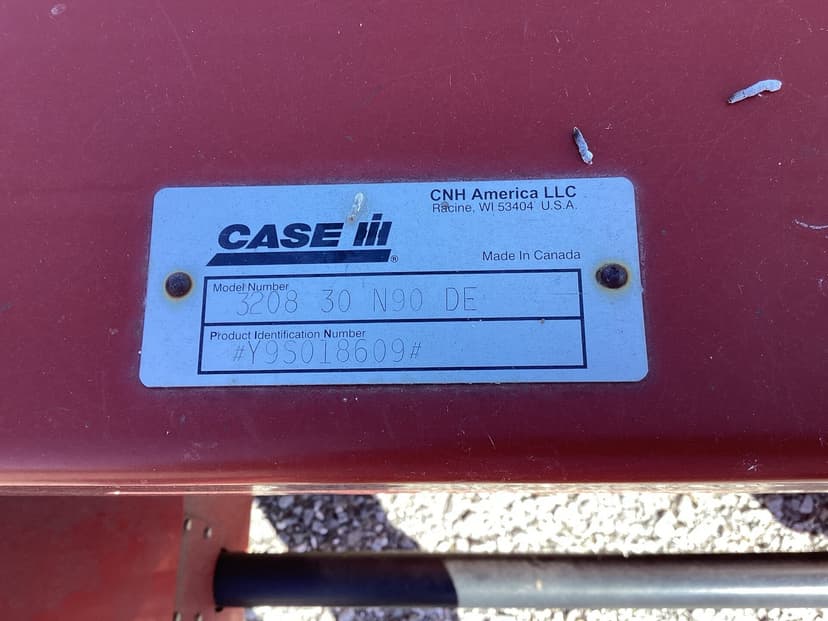 CNH America LLC
Racine, WI 53404 U.S.A.
CASE IH
®
Made In Canada
Model Number
3208 30 N90 DE
Product Identification Number
#Y9S018609#